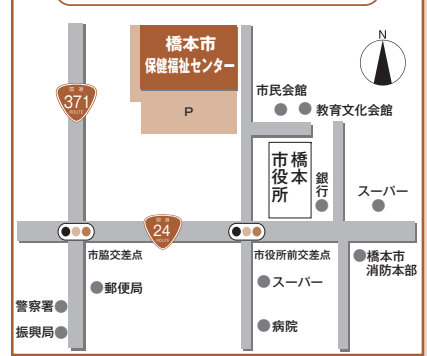 橋本市
保健福祉センター
N
国道
371
ROUTE
P
市民会館
教育文化会館
橋本
市役所
銀行
スーパー
国道
24
ROUTE
市脇交差点
市役所前交差点
橋本市
消防本部
郵便局
スーパー
警察署
振興局
病院